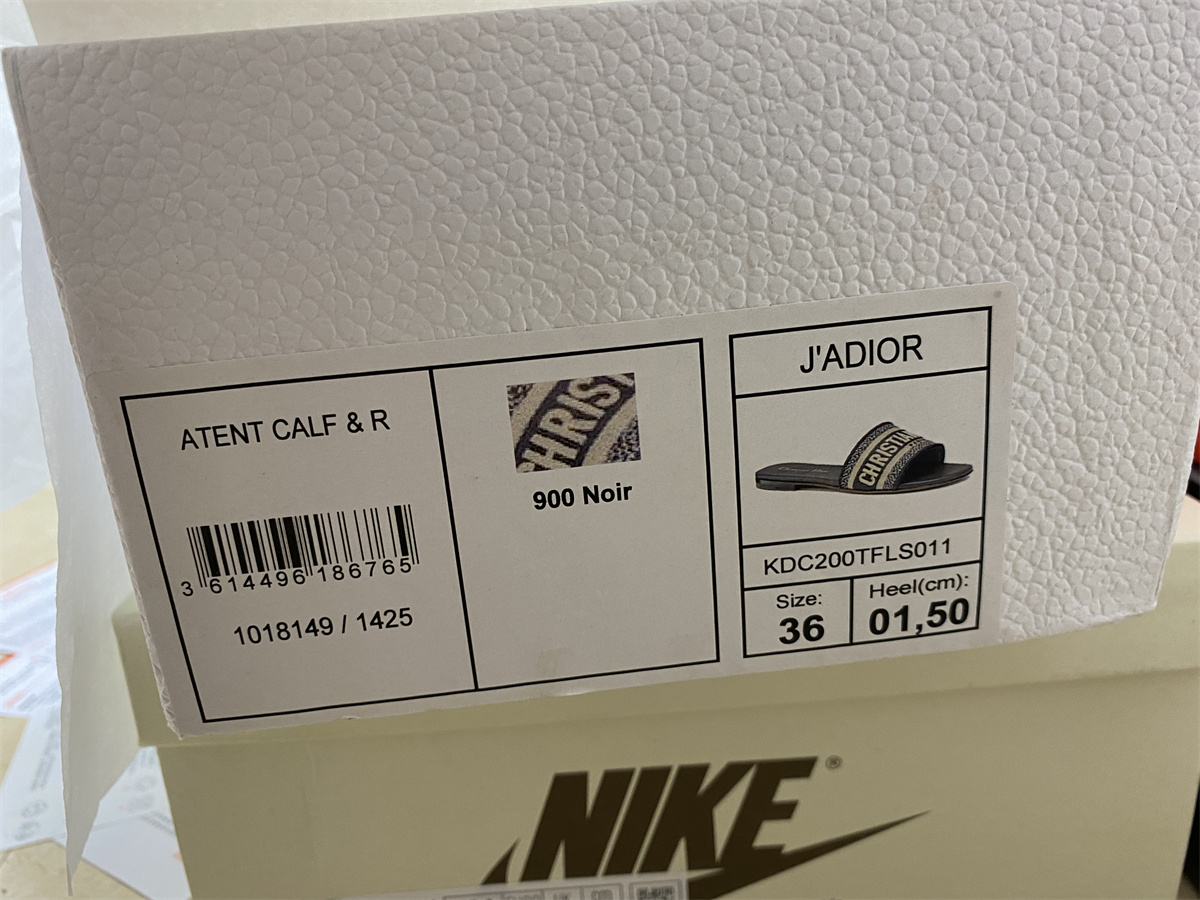 ATENT CALF & R
3 614496 186765
1018149 / 1425
CHRIST
900 Noir
J'ADIOR
CHRISTIAN
KDC200TFLS011
Size:
36
Heel(cm):
01,50
NIKE®